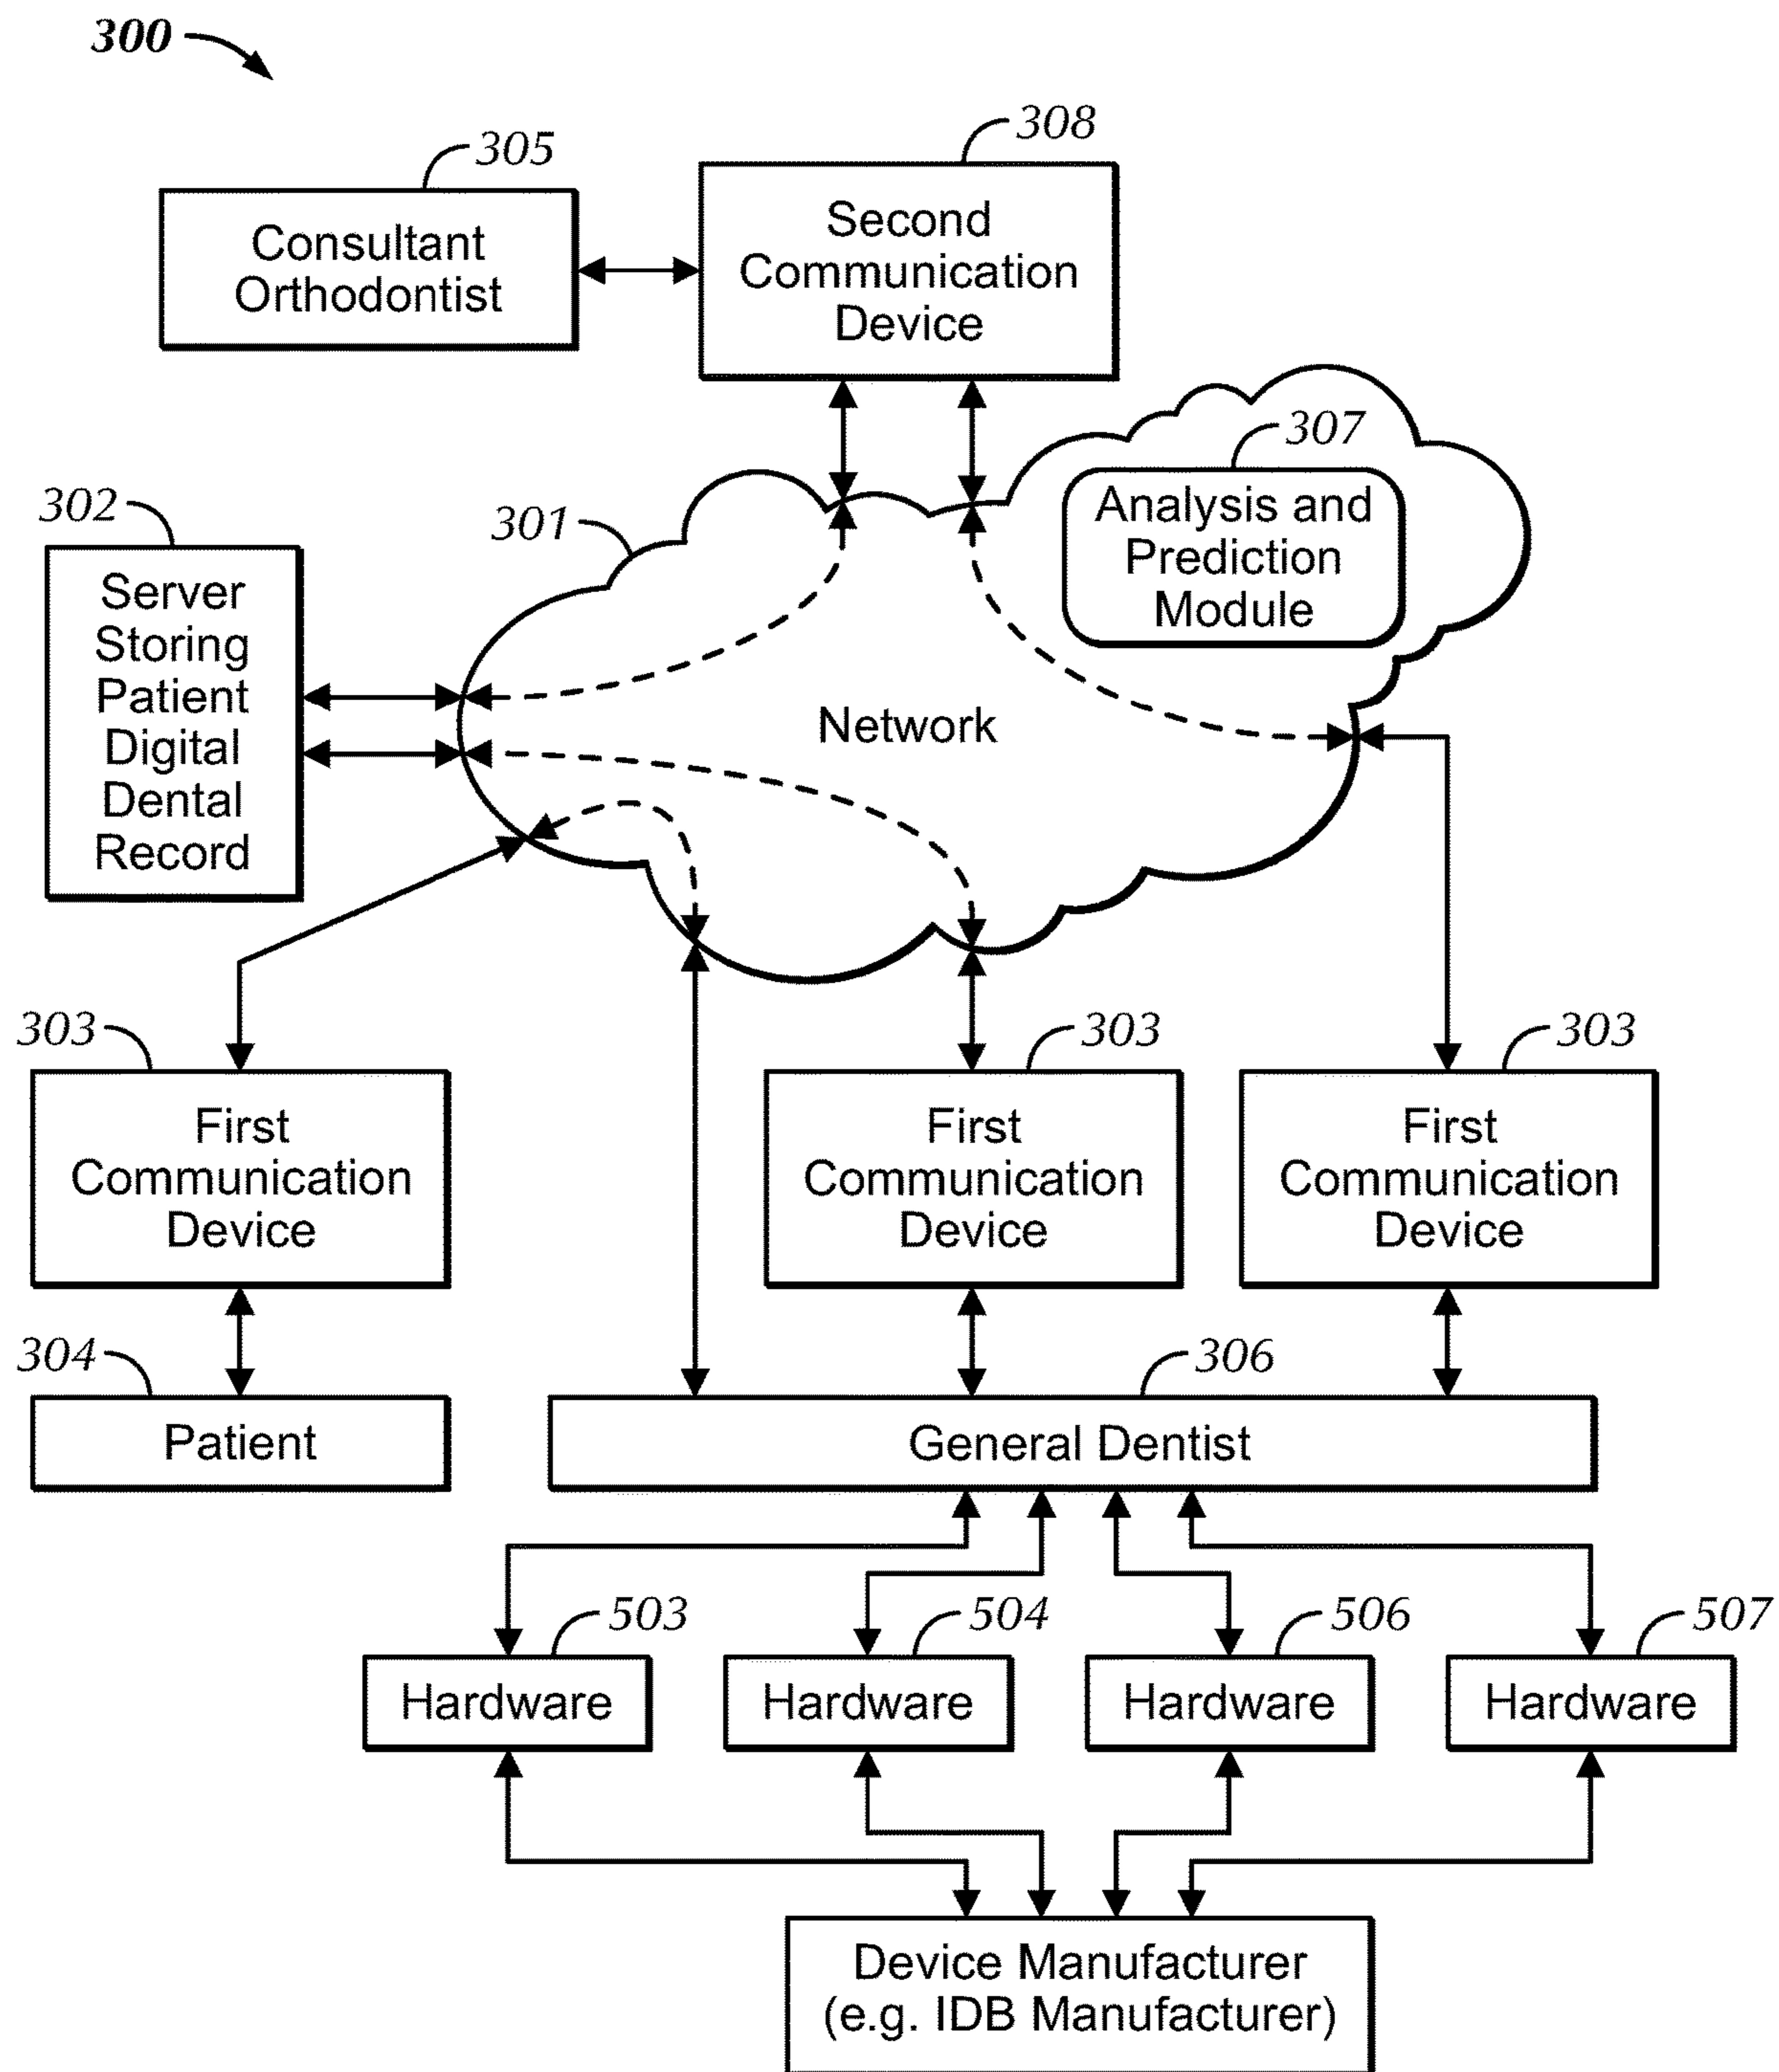 300
305
308
Consultant
Orthodontist
Second
Communication
Device
307
Analysis and
Prediction
Module
302
301
Server
Storing
Patient
Digital
Dental
Record
Network
303
303
303
First
Communication
Device
First
Communication
Device
First
Communication
Device
304
306
Patient
General Dentist
503
504
506
507
Hardware
Hardware
Hardware
Hardware
Device Manufacturer
(e.g. IDB Manufacturer)